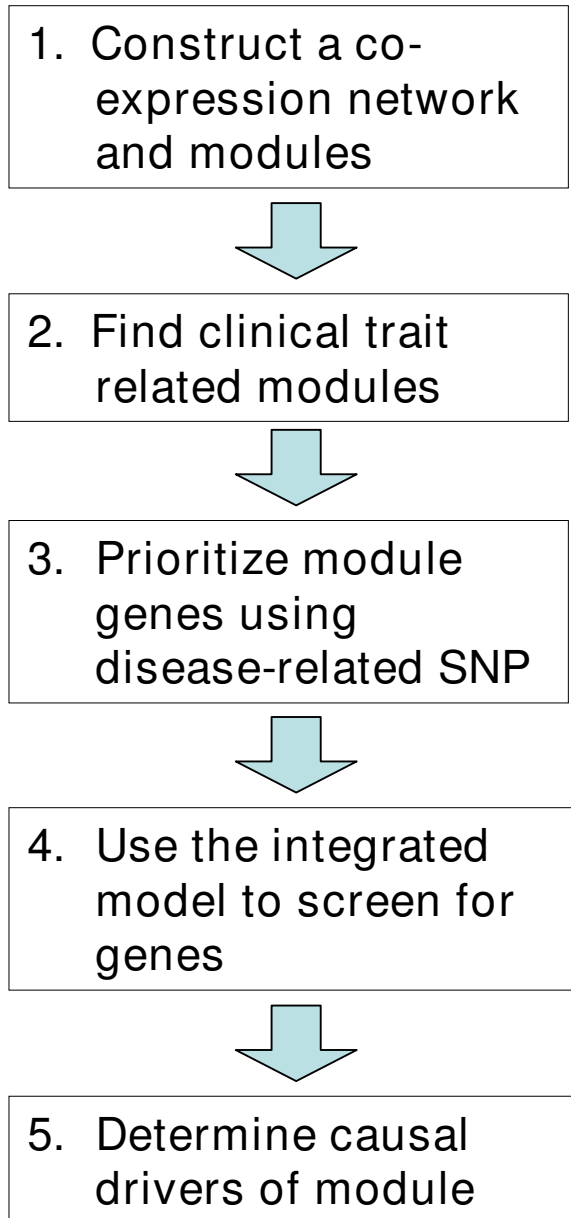 1. Construct a co-
expression network
and modules
2. Find clinical trait
related modules
3. Prioritize module
genes using
disease-related SNP
4. Use the integrated
model to screen for
genes
5. Determine causal
drivers of module